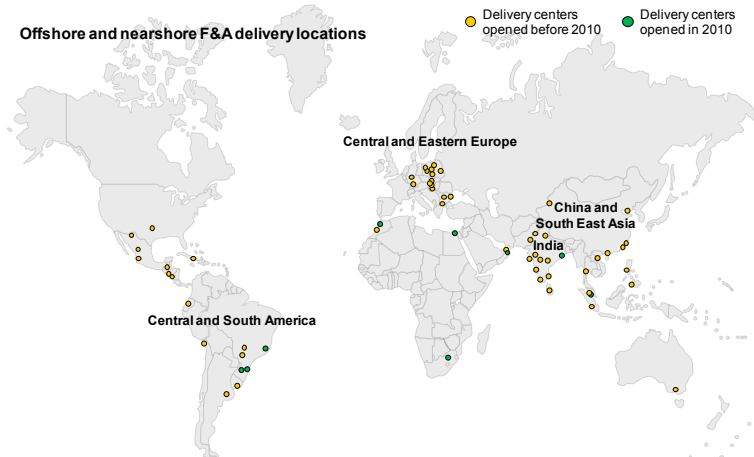 Offshore and nearshore F&A delivery locations
Delivery centers
opened before 2010
Delivery centers
opened in 2010
Central and Eastern Europe
China and
South East Asia
India
Central and South America